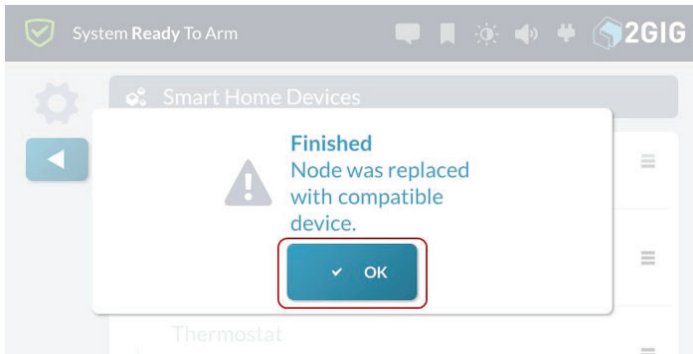 System Ready To Arm
2GIG
Smart Home Devices
Finished
Node was replaced
with compatible
device.
OK
Thermostat